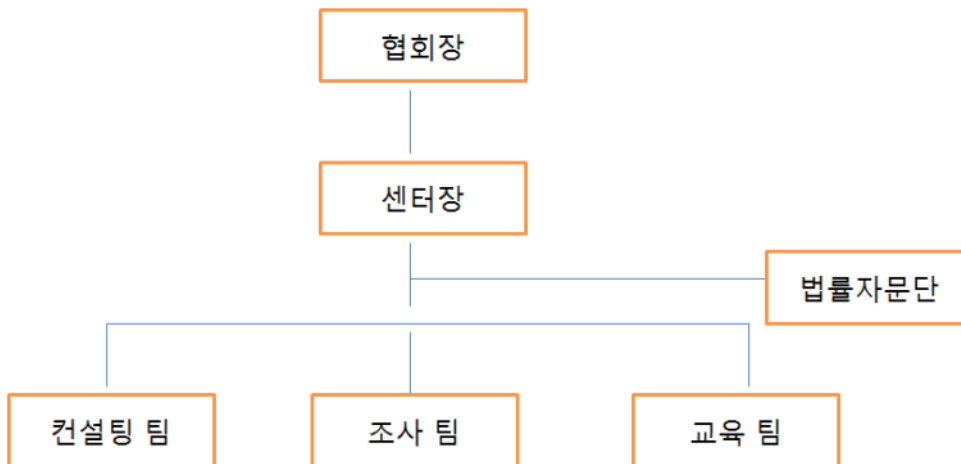 협회장
센터장
법률자문단
컨설팅 팀
조사 팀
교육 팀